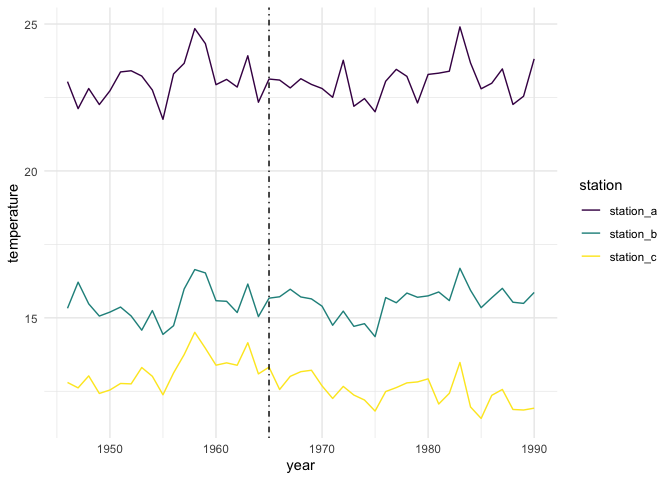 25
20
15
temperature
1950
1960
1970
1980
1990
year
station
station_a
station_b
station_c